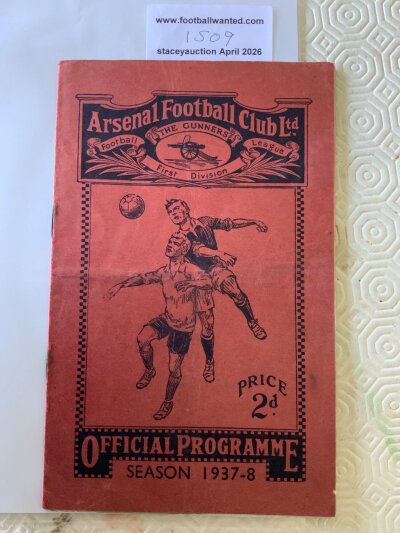 www.footballwanted.com
1509
staceyauction April 2026
Arsenal Football Club Ltd
"THE GUNNERS"
Football League
First Division
PRICE
2d.
OFFICIAL PROGRAMME
SEASON 1937-8